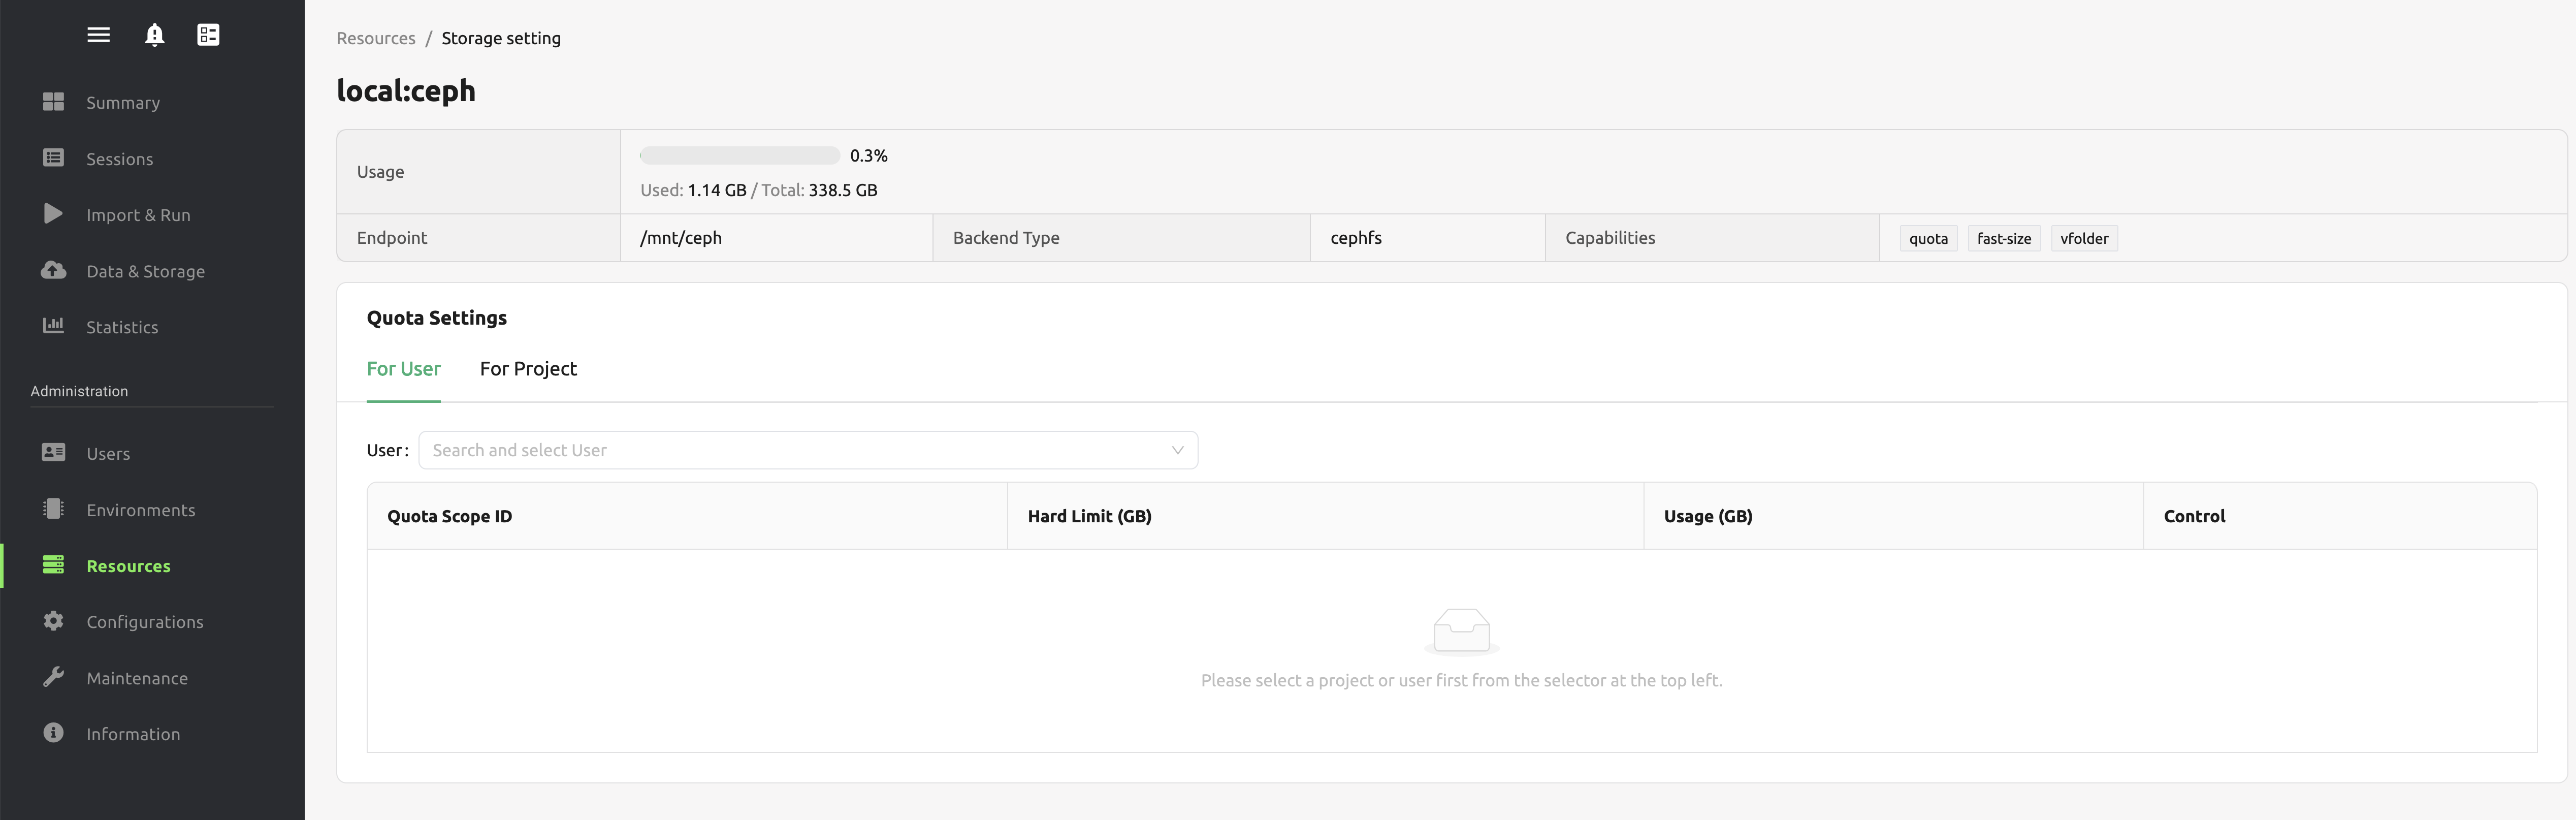 Summary
Sessions
Import & Run
Data & Storage
Statistics
Administration
Users
Environments
Resources
Configurations
Maintenance
Information
Resources / Storage setting
local:ceph
Usage
0.3%
Used: 1.14 GB / Total: 338.5 GB
Endpoint /mnt/ceph Backend Type cephfs Capabilities quota fast-size vfolder
Quota Settings
For User For Project
User: Search and select User
Quota Scope ID Hard Limit (GB) Usage (GB) Control
Please select a project or user first from the selector at the top left.